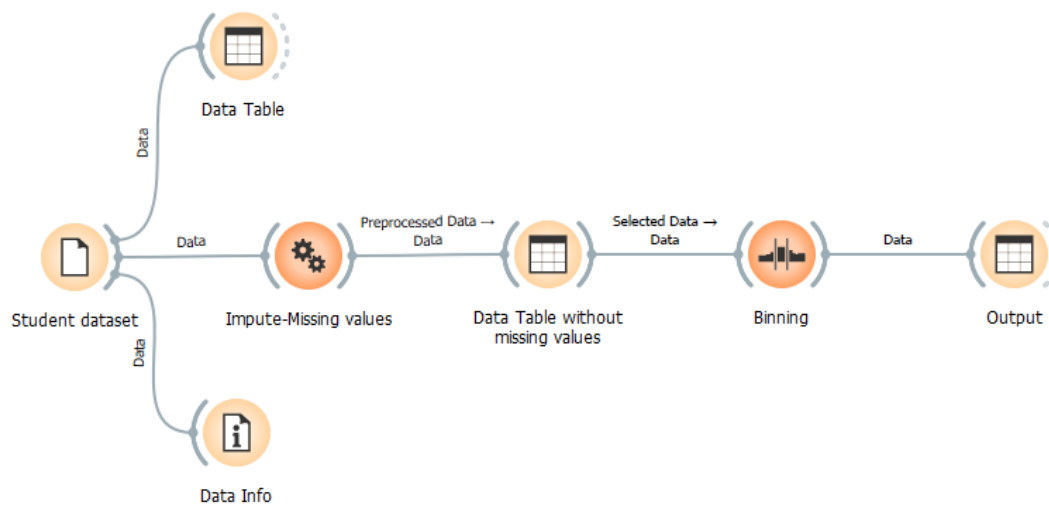 Data Table
Data
Student dataset
Data
Impute-Missing values
Preprocessed Data →
Data
Data Table without
missing values
Selected Data →
Data
Binning
Data
Output
Data
Data Info